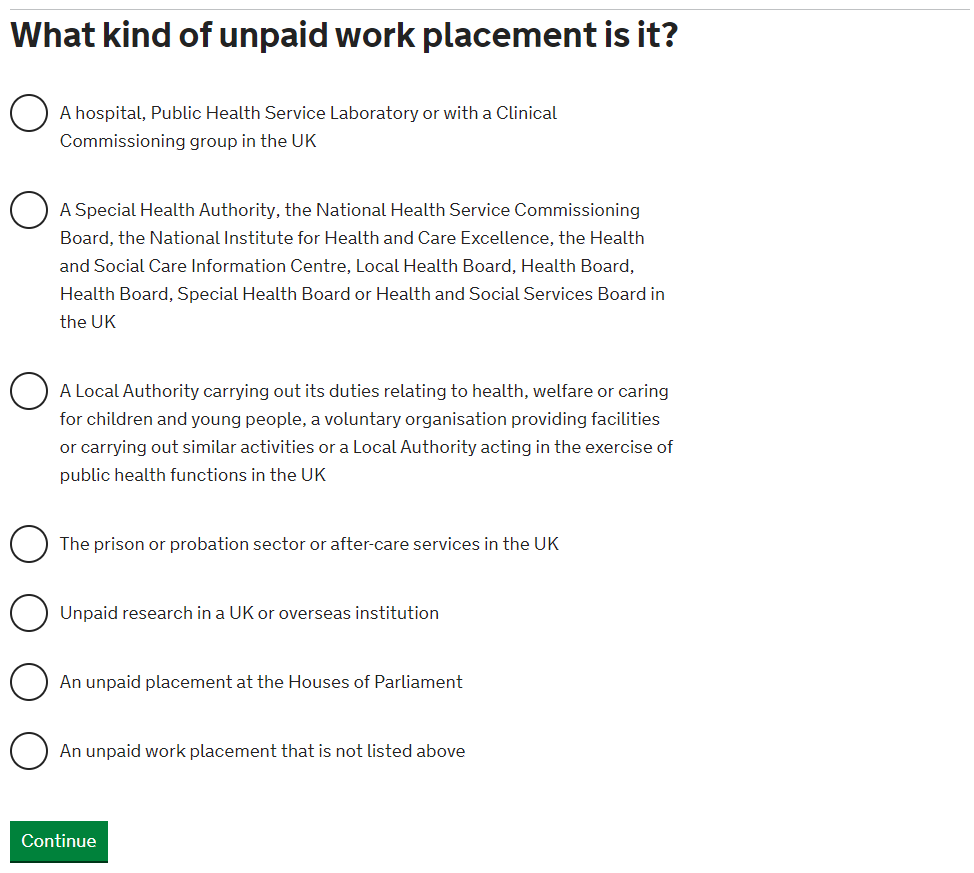 What kind of unpaid work placement is it?
A hospital, Public Health Service Laboratory or with a Clinical
Commissioning group in the UK
A Special Health Authority, the National Health Service Commissioning
Board, the National Institute for Health and Care Excellence, the Health
and Social Care Information Centre, Local Health Board, Health Board,
Health Board, Special Health Board or Health and Social Services Board in
the UK
A Local Authority carrying out its duties relating to health, welfare or caring
for children and young people, a voluntary organisation providing facilities
or carrying out similar activities or a Local Authority acting in the exercise of
public health functions in the UK
The prison or probation sector or after-care services in the UK
Unpaid research in a UK or overseas institution
An unpaid placement at the Houses of Parliament
An unpaid work placement that is not listed above
Continue